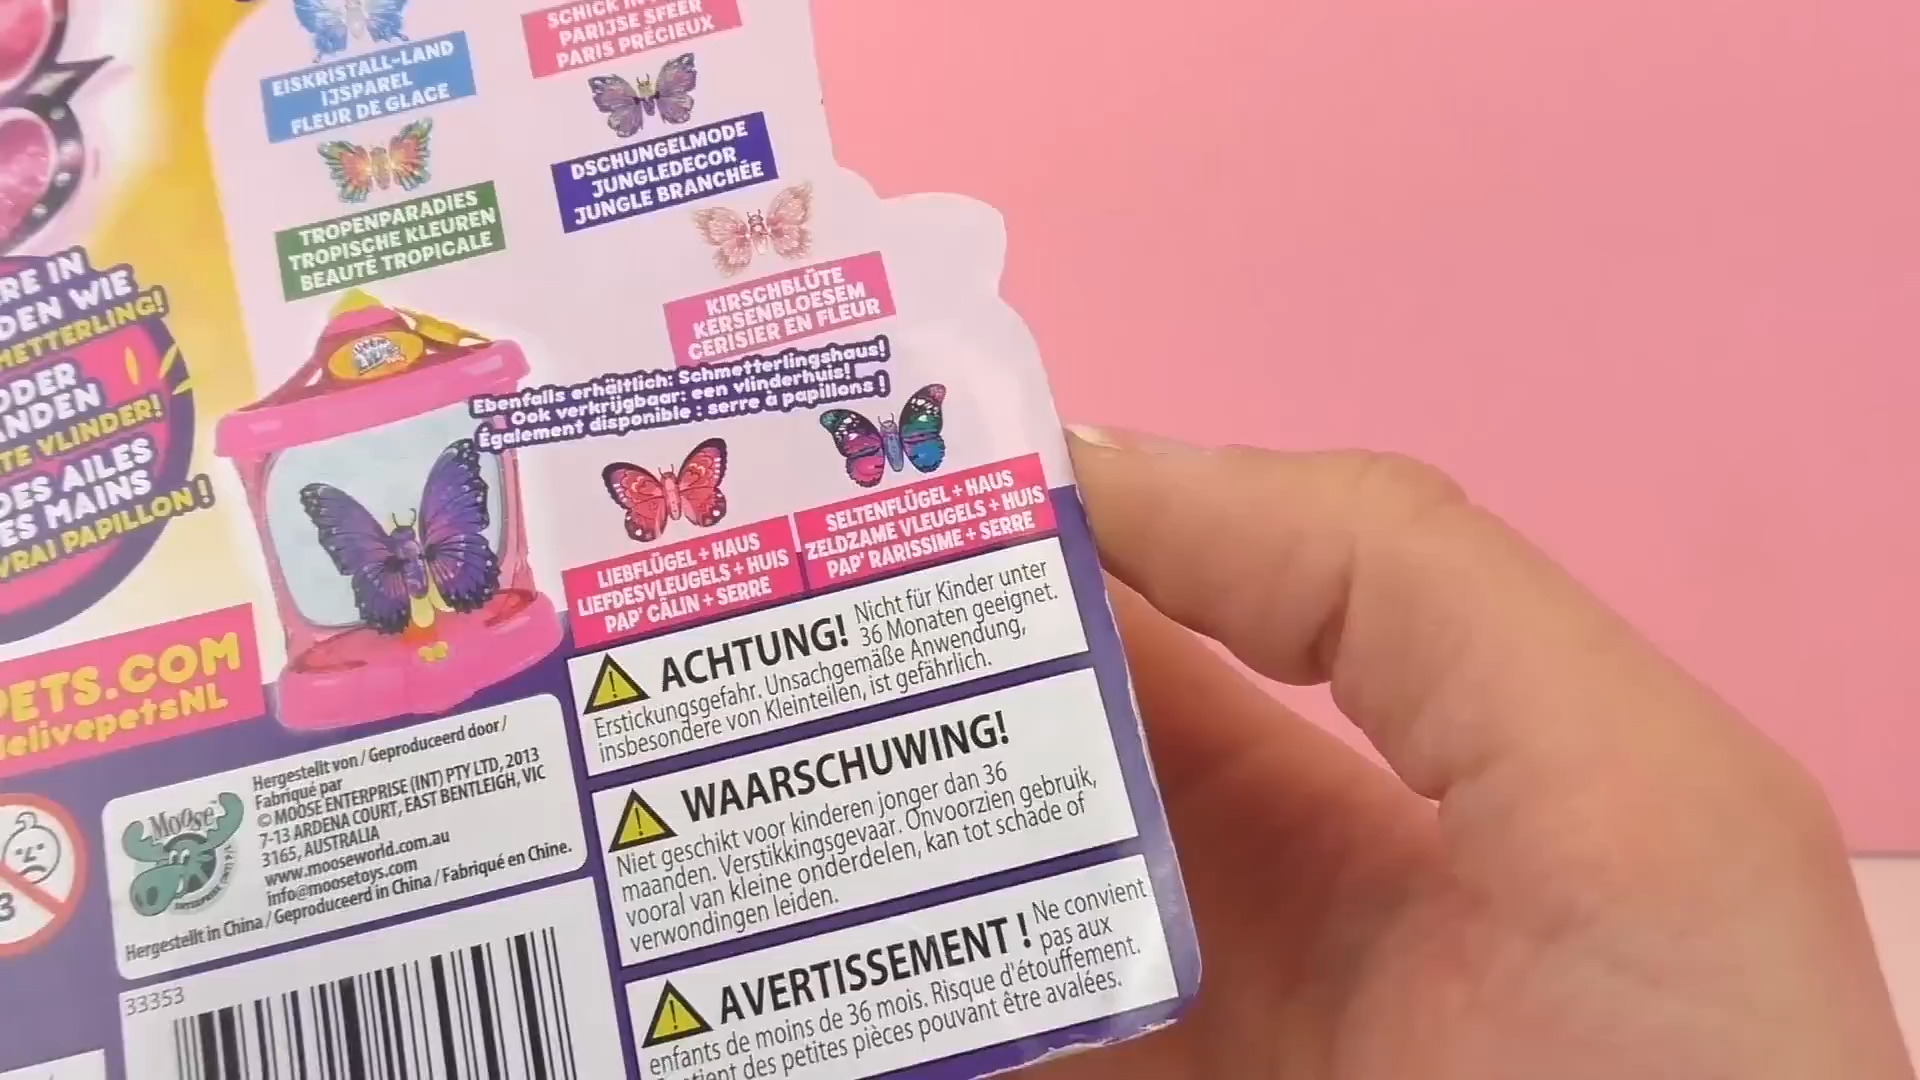 EISKRISTALL-LAND
IJSPAREL
FLEUR DE GLACE
SCHICK IN
PARIJSE SFEER
PARIS PRÉCIEUX
TROPENPARADIES
TROPISCHE KLEUREN
BEAUTÉ TROPICALE
DSCHUNGELMODE
JUNGLEDECOR
JUNGLE BRANCHÉE
KIRSCHBLÜTE
KERSENBLOESEM
CERISIER EN FLEUR
RE IN
DEN WIE
METTERLING!
ODER
ANDEN
TE VLINDER!
DES AILES
ES MAINS
VRAI PAPILLON !
Ebenfalls erhältlich: Schmetterlingshaus!
Ook verkrijgbaar: een vlinderhuis!
Également disponible : serre à papillons !
LIEBFLÜGEL + HAUS
LIEFDESVLEUGELS + HUIS
PAP' CÂLIN + SERRE
SELTENFLÜGEL + HAUS
ZELDZAME VLEUGELS + HUIS
PAP' RARISSIME + SERRE
PETS.COM
lelivepetsNL
ACHTUNG! Nicht für Kinder unter
36 Monaten geeignet.
Erstickungsgefahr. Unsachgemäße Anwendung,
insbesondere von Kleinteilen, ist gefährlich.
WAARSCHUWING!
Niet geschikt voor kinderen jonger dan 36
maanden. Verstikkingsgevaar. Onvoorzien gebruik,
vooral van kleine onderdelen, kan tot schade of
verwondingen leiden.
AVERTISSEMENT ! Ne convient
pas aux
enfants de moins de 36 mois. Risque d'étouffement.
des petites pièces pouvant être avalées.
Moose
Hergestellt von / Geproduceerd door /
Fabriqué par
© MOOSE ENTERPRISE (INT) PTY LTD, 2013
7-13 ARDENA COURT, EAST BENTLEIGH, VIC
3165, AUSTRALIA
www.mooseworld.com.au
info@moosetoys.com
Hergestellt in China / Geproduceerd in China / Fabriqué en Chine.
3
33353